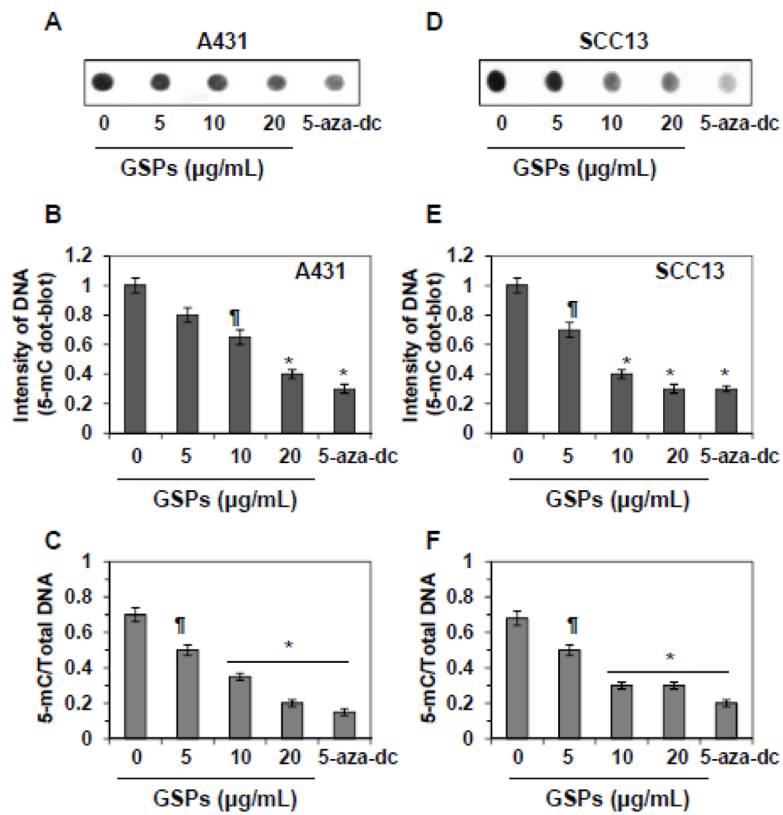 A
A431
0 5 10 20 5-aza-dc
GSPs (µg/mL)
D
SCC13
0 5 10 20 5-aza-dc
GSPs (µg/mL)
B
A431
Intensity of DNA
(5-mC dot-blot)
1.2
1
0.8
0.6
0.4
0.2
0
¶
*
*
0 5 10 20 5-aza-dc
GSPs (µg/mL)
E
SCC13
Intensity of DNA
(5-mC dot-blot)
1.2
1
0.8
0.6
0.4
0.2
0
¶
*
*
*
0 5 10 20 5-aza-dc
GSPs (µg/mL)
C
5-mC/Total DNA
1
0.8
0.6
0.4
0.2
0
¶
*
0 5 10 20 5-aza-dc
GSPs (µg/mL)
F
5-mC/Total DNA
1
0.8
0.6
0.4
0.2
0
¶
*
0 5 10 20 5-aza-dc
GSPs (µg/mL)